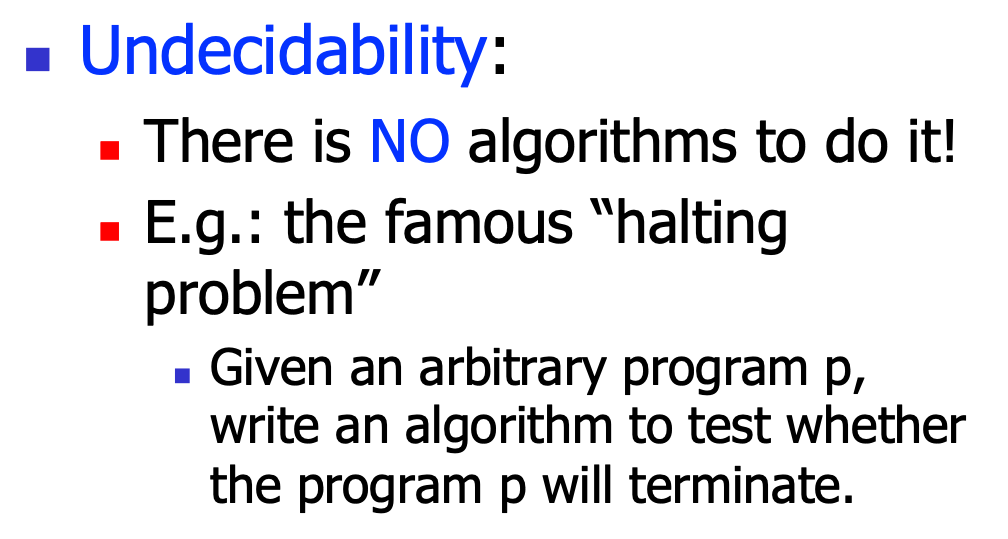 Undecidability:
There is NO algorithms to do it!
E.g.: the famous “halting
problem”
Given an arbitrary program p,
write an algorithm to test whether
the program p will terminate.